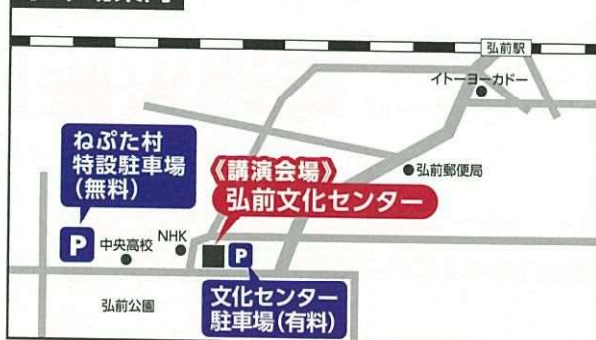 弘前駅
イトーヨーカドー
ねぷた村
特設駐車場
(無料)
《講演会場》
弘前文化センター
弘前郵便局
P
中央高校
NHK
P
弘前公園
文化センター
駐車場(有料)